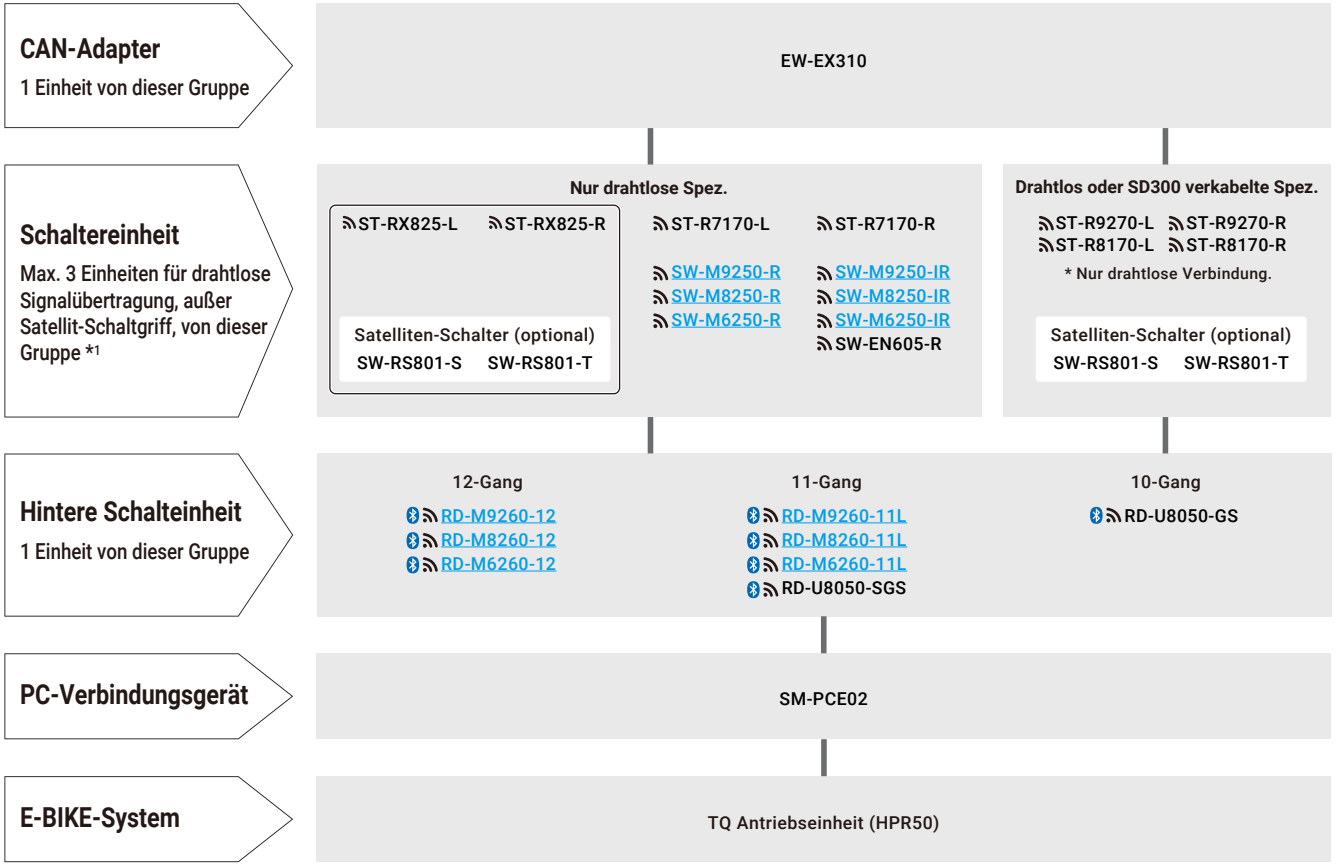 CAN-Adapter
1 Einheit von dieser Gruppe
EW-EX310
Schaltereinheit
Max. 3 Einheiten für drahtlose
Signalübertragung, außer
Satellit-Schaltgriff, von dieser
Gruppe *1
Nur drahtlose Spez.
ST-RX825-L ST-RX825-R
Satelliten-Schalter (optional)
SW-RS801-S SW-RS801-T
ST-R7170-L ST-R7170-R
SW-M9250-R SW-M9250-IR
SW-M8250-R SW-M8250-IR
SW-M6250-R SW-M6250-IR
SW-EN605-R
Drahtlos oder SD300 verkabelte Spez.
ST-R9270-L ST-R9270-R
ST-R8170-L ST-R8170-R
* Nur drahtlose Verbindung.
Satelliten-Schalter (optional)
SW-RS801-S SW-RS801-T
Hintere Schalteinheit
1 Einheit von dieser Gruppe
12-Gang
RD-M9260-12
RD-M8260-12
RD-M6260-12
11-Gang
RD-M9260-11L
RD-M8260-11L
RD-M6260-11L
RD-U8050-SGS
10-Gang
RD-U8050-GS
PC-Verbindungsgerät
SM-PCE02
E-BIKE-System
TQ Antriebseinheit (HPR50)